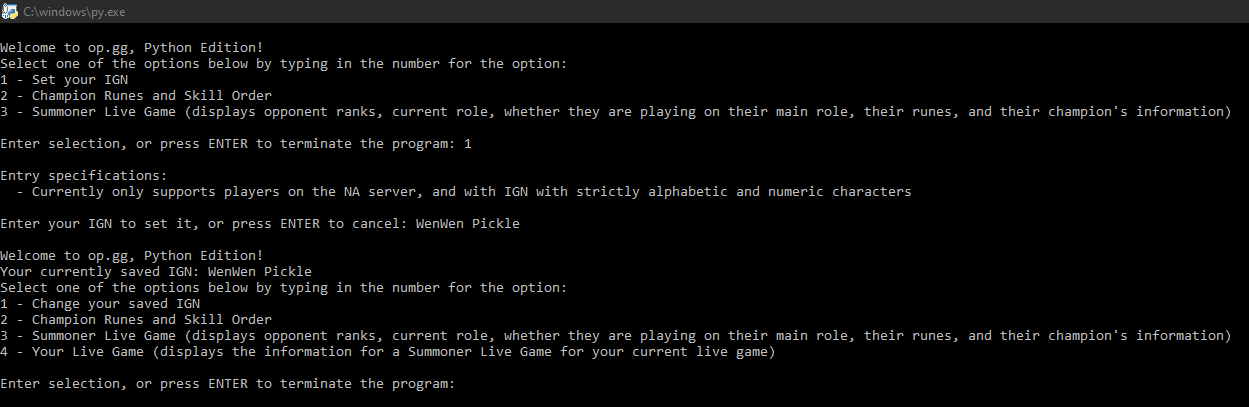 C:\windows\py.exe
Welcome to op.gg, Python Edition!
Select one of the options below by typing in the number for the option:
1 - Set your IGN
2 - Champion Runes and Skill Order
3 - Summoner Live Game (displays opponent ranks, current role, whether they are playing on their main role, their runes, and their champion's information)
Enter selection, or press ENTER to terminate the program: 1
Entry specifications:
- Currently only supports players on the NA server, and with IGN with strictly alphabetic and numeric characters
Enter your IGN to set it, or press ENTER to cancel: WenWen Pickle
Welcome to op.gg, Python Edition!
Your currently saved IGN: WenWen Pickle
Select one of the options below by typing in the number for the option:
1 - Change your saved IGN
2 - Champion Runes and Skill Order
3 - Summoner Live Game (displays opponent ranks, current role, whether they are playing on their main role, their runes, and their champion's information)
4 - Your Live Game (displays the information for a Summoner Live Game for your current live game)
Enter selection, or press ENTER to terminate the program: